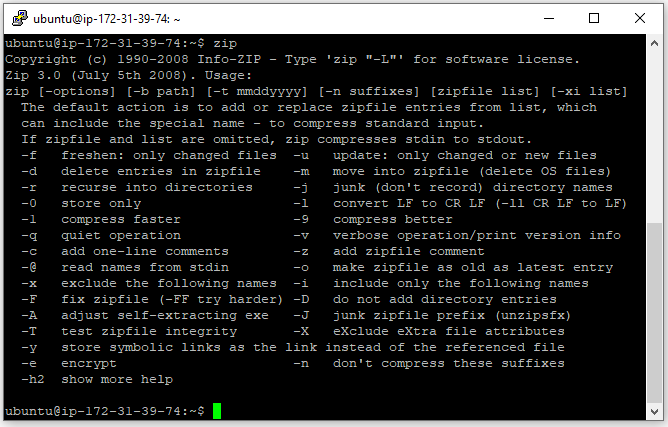 ubuntu@ip-172-31-39-74: ~
ubuntu@ip-172-31-39-74:~$ zip
Copyright (c) 1990-2008 Info-ZIP - Type 'zip "-L"' for software license.
Zip 3.0 (July 5th 2008). Usage:
zip [-options] [-b path] [-t mmddyyyy] [-n suffixes] [zipfile list] [-xi list]
  The default action is to add or replace zipfile entries from list, which
  can include the special name - to compress standard input.
  If zipfile and list are omitted, zip compresses stdin to stdout.
  -f   freshen: only changed files  -u   update: only changed or new files
  -d   delete entries in zipfile    -m   move into zipfile (delete OS files)
  -r   recurse into directories     -j   junk (don't record) directory names
  -0   store only                   -l   convert LF to CR LF (-ll CR LF to LF)
  -1   compress faster              -9   compress better
  -q   quiet operation              -v   verbose operation/print version info
  -c   add one-line comments        -z   add zipfile comment
  -@   read names from stdin        -o   make zipfile as old as latest entry
  -x   exclude the following names  -i   include only the following names
  -F   fix zipfile (-FF try harder) -D   do not add directory entries
  -A   adjust self-extracting exe   -J   junk zipfile prefix (unzipsfx)
  -T   test zipfile integrity       -X   eXclude eXtra file attributes
  -y   store symbolic links as the link instead of the referenced file
  -e   encrypt                      -n   don't compress these suffixes
  -h2  show more help
ubuntu@ip-172-31-39-74:~$